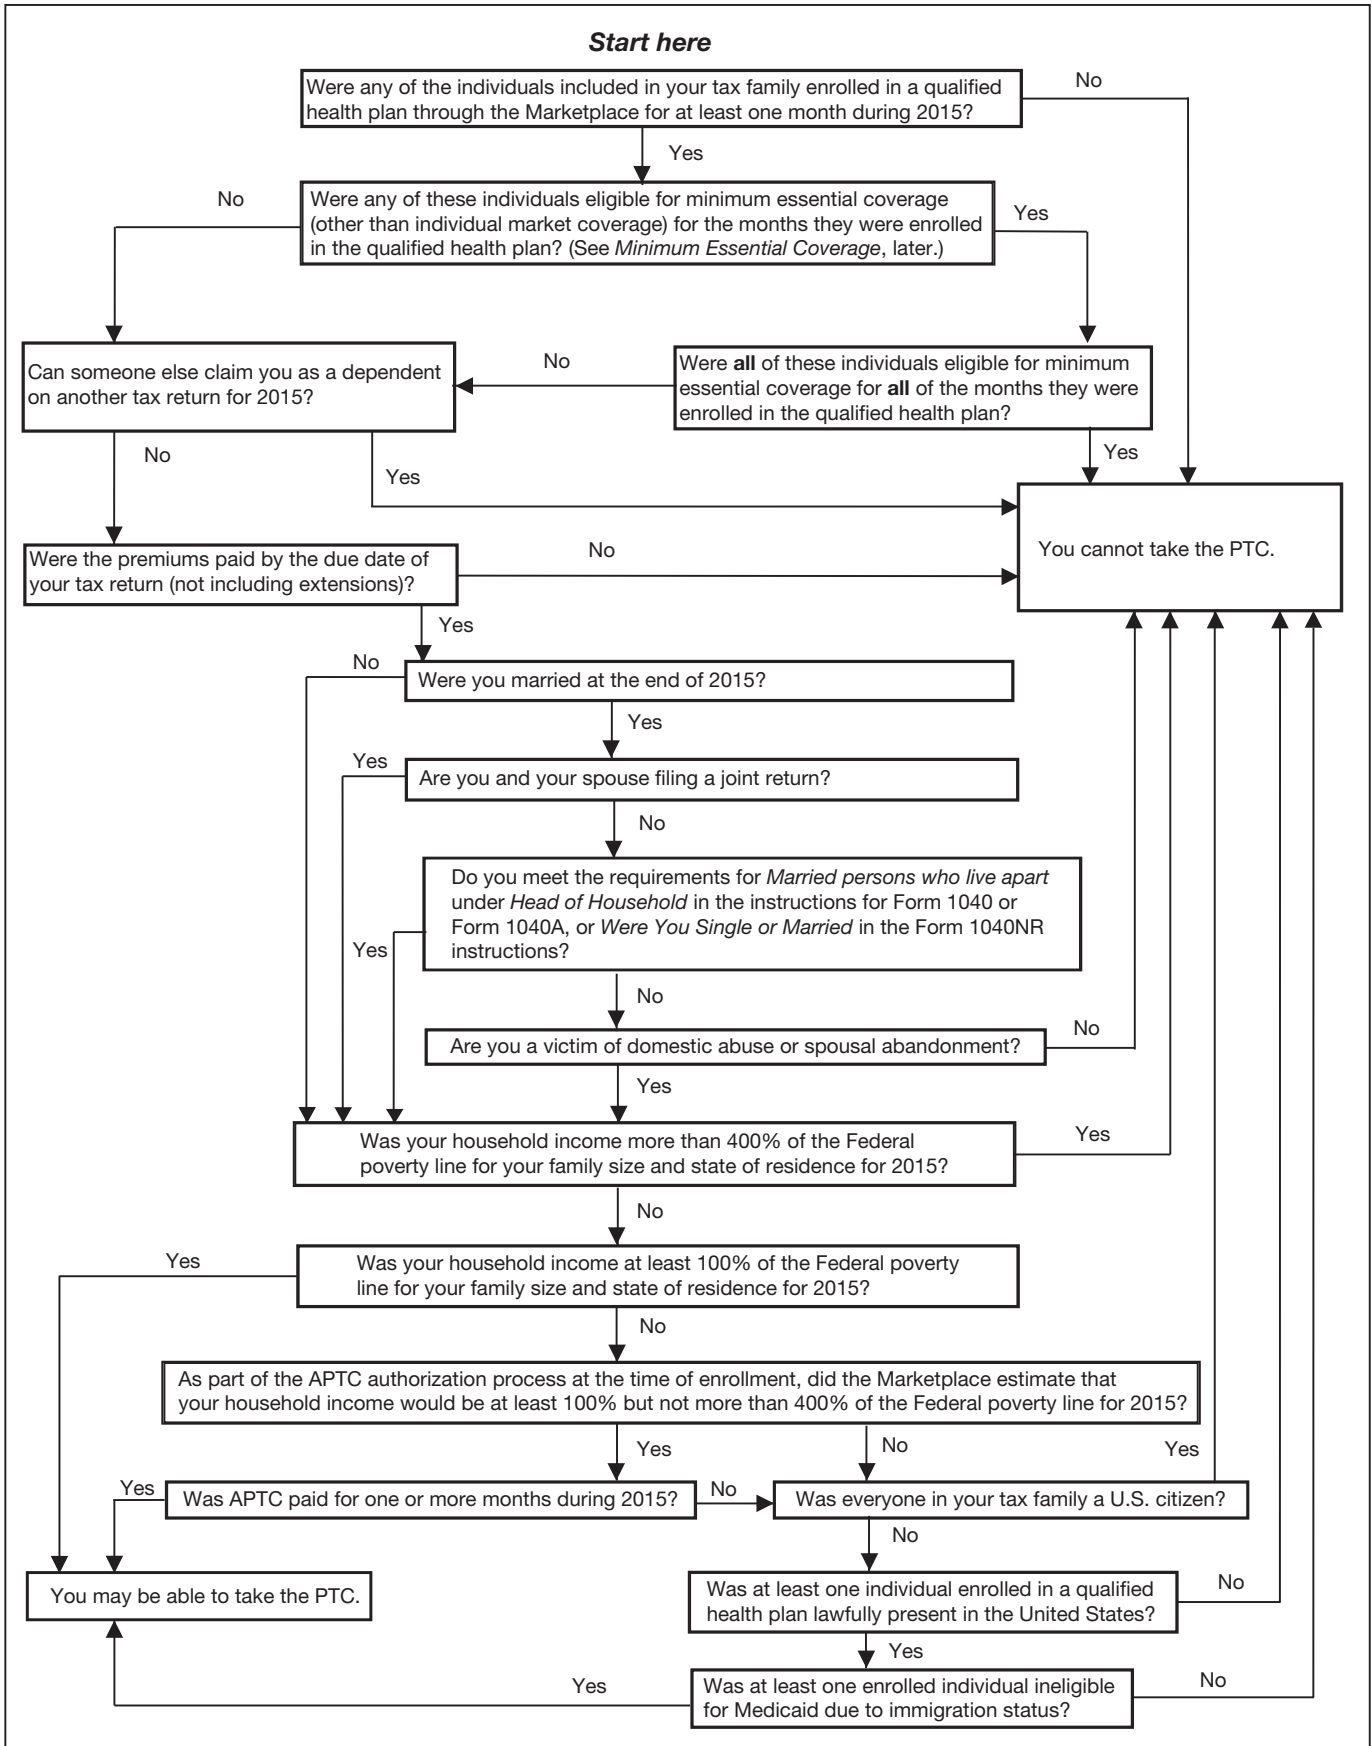 Start here
Were any of the individuals included in your tax family enrolled in a qualified
health plan through the Marketplace for at least one month during 2015?
No
Yes
Were any of these individuals eligible for minimum essential coverage
(other than individual market coverage) for the months they were enrolled
in the qualified health plan? (See Minimum Essential Coverage, later.)
No
Yes
Can someone else claim you as a dependent
on another tax return for 2015?
No
Were all of these individuals eligible for minimum
essential coverage for all of the months they were
enrolled in the qualified health plan?
No
Yes
Yes
You cannot take the PTC.
Were the premiums paid by the due date of
your tax return (not including extensions)?
No
Yes
No
Were you married at the end of 2015?
Yes
Yes
Are you and your spouse filing a joint return?
No
Do you meet the requirements for Married persons who live apart
under Head of Household in the instructions for Form 1040 or
Form 1040A, or Were You Single or Married in the Form 1040NR
instructions?
Yes
No
Are you a victim of domestic abuse or spousal abandonment?
No
Yes
Was your household income more than 400% of the Federal
poverty line for your family size and state of residence for 2015?
Yes
No
Yes
Was your household income at least 100% of the Federal poverty
line for your family size and state of residence for 2015?
No
As part of the APTC authorization process at the time of enrollment, did the Marketplace estimate that
your household income would be at least 100% but not more than 400% of the Federal poverty line for 2015?
Yes
No
Yes
Yes
Was APTC paid for one or more months during 2015?
No
Was everyone in your tax family a U.S. citizen?
No
You may be able to take the PTC.
Was at least one individual enrolled in a qualified
health plan lawfully present in the United States?
No
Yes
Yes
Was at least one enrolled individual ineligible
for Medicaid due to immigration status?
No